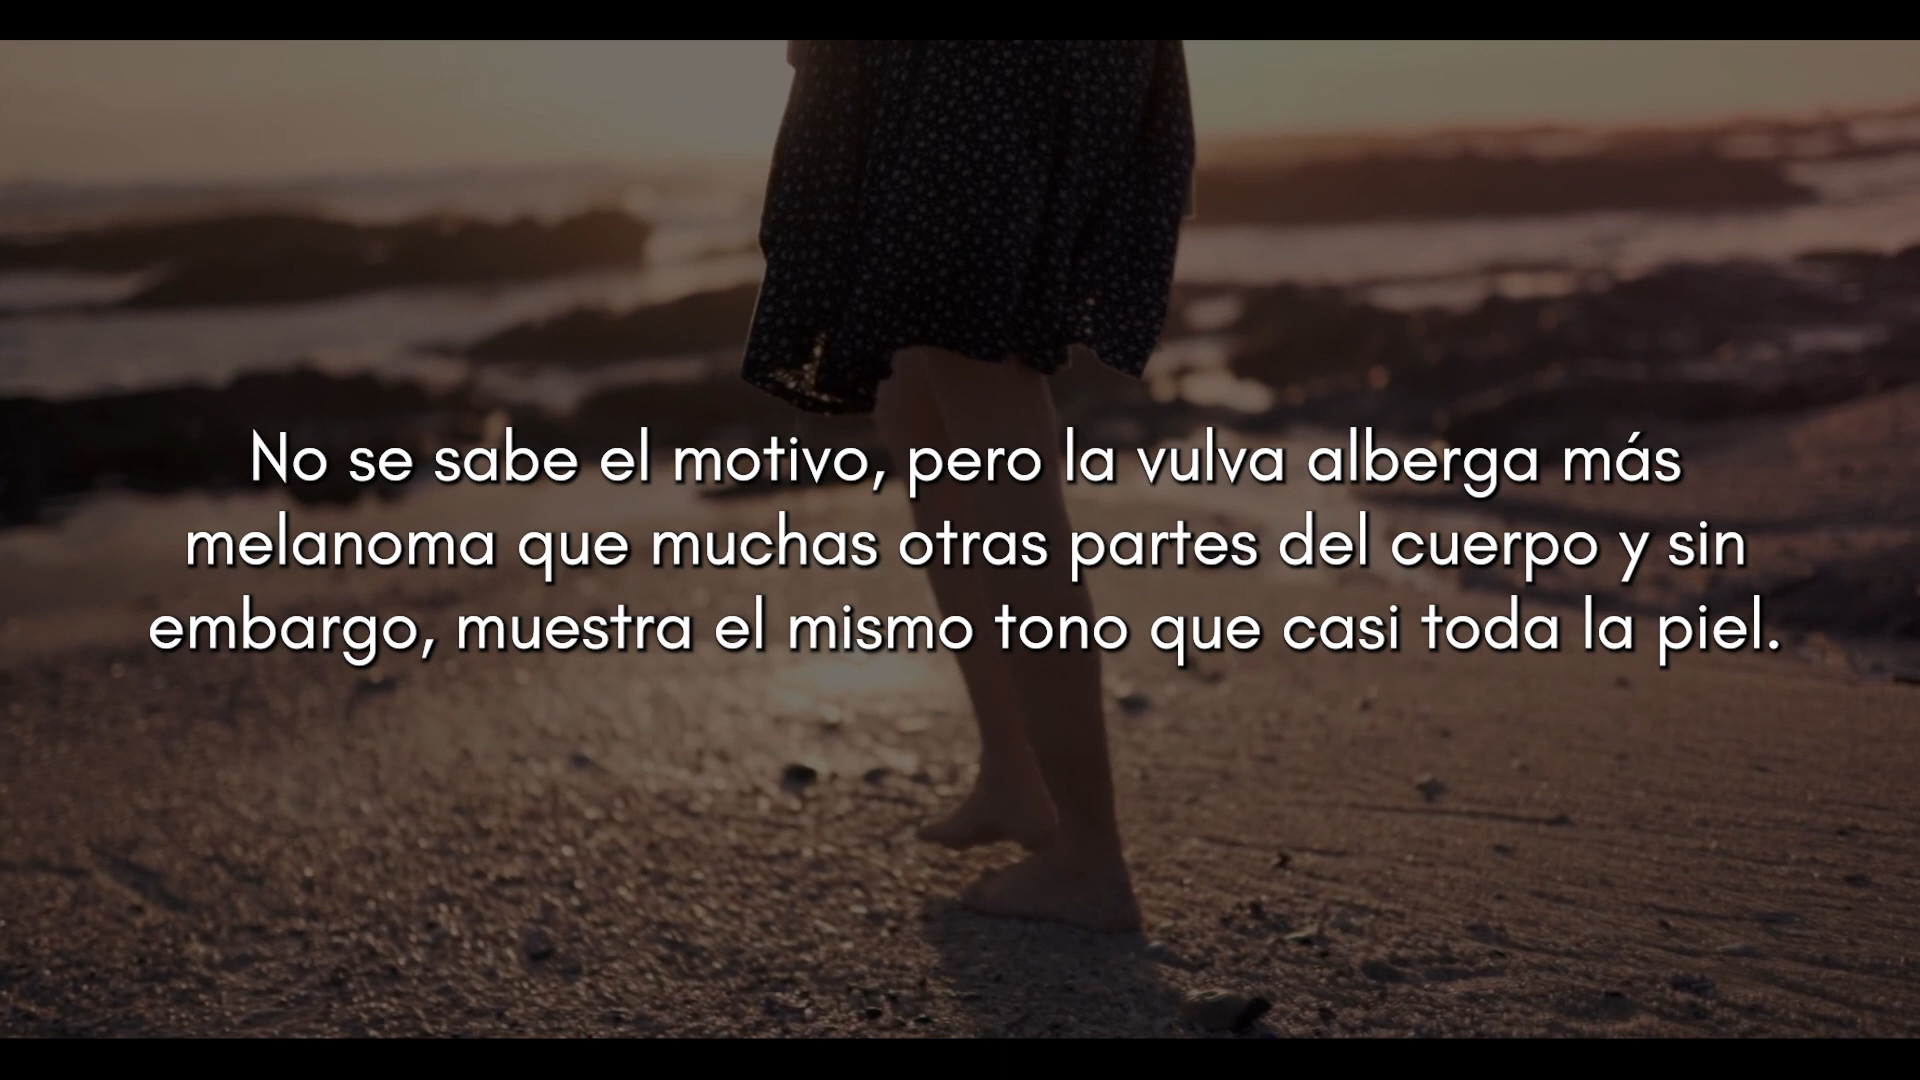 No se sabe el motivo, pero la vulva alberga más
melanoma que muchas otras partes del cuerpo y sin
embargo, muestra el mismo tono que casi toda la piel.